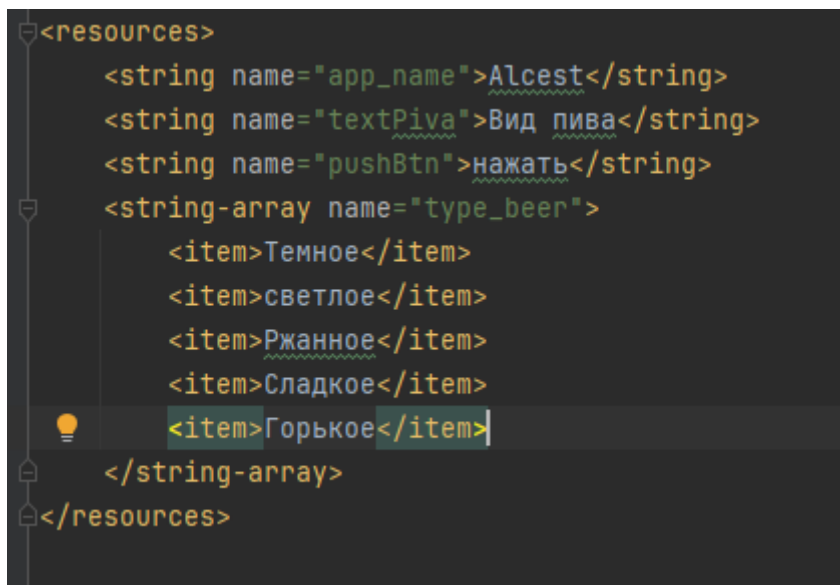 <resources>
<string name="app_name">Alcest</string>
<string name="textPiva">Вид пива</string>
<string name="pushBtn">нажать</string>
<string-array name="type_beer">
<item>Темное</item>
<item>светлое</item>
<item>Ржанное</item>
<item>Сладкое</item>
<item>Горькое</item>
</string-array>
</resources>